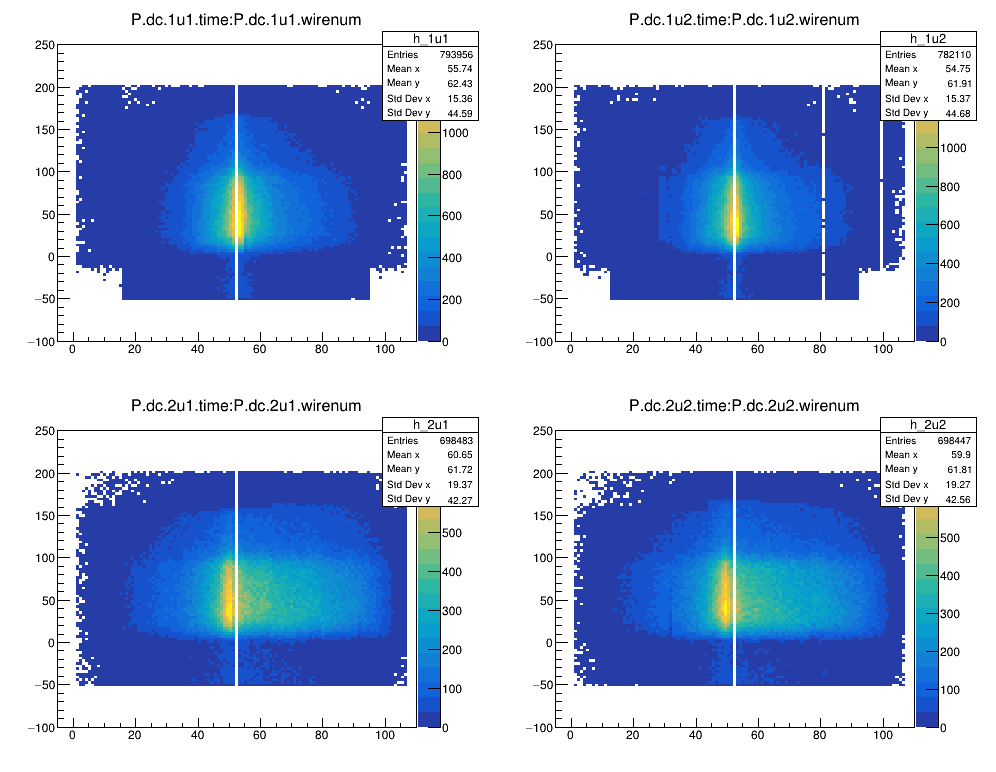 P.dc.1u1.time:P.dc.1u1.wirenum
h_1u1
Entries 793956
Mean x 55.74
Mean y 62.43
Std Dev x 15.36
Std Dev y 44.59
250
200
150
100
50
0
−50
−100
0 20 40 60 80 100
1000
800
600
400
200
0
P.dc.1u2.time:P.dc.1u2.wirenum
h_1u2
Entries 782110
Mean x 54.75
Mean y 61.91
Std Dev x 15.37
Std Dev y 44.68
250
200
150
100
50
0
−50
−100
0 20 40 60 80 100
1000
800
600
400
200
0
P.dc.2u1.time:P.dc.2u1.wirenum
h_2u1
Entries 698483
Mean x 60.65
Mean y 61.72
Std Dev x 19.37
Std Dev y 42.27
250
200
150
100
50
0
−50
−100
0 20 40 60 80 100
500
400
300
200
100
0
P.dc.2u2.time:P.dc.2u2.wirenum
h_2u2
Entries 698447
Mean x 59.9
Mean y 61.81
Std Dev x 19.27
Std Dev y 42.56
250
200
150
100
50
0
−50
−100
0 20 40 60 80 100
500
400
300
200
100
0